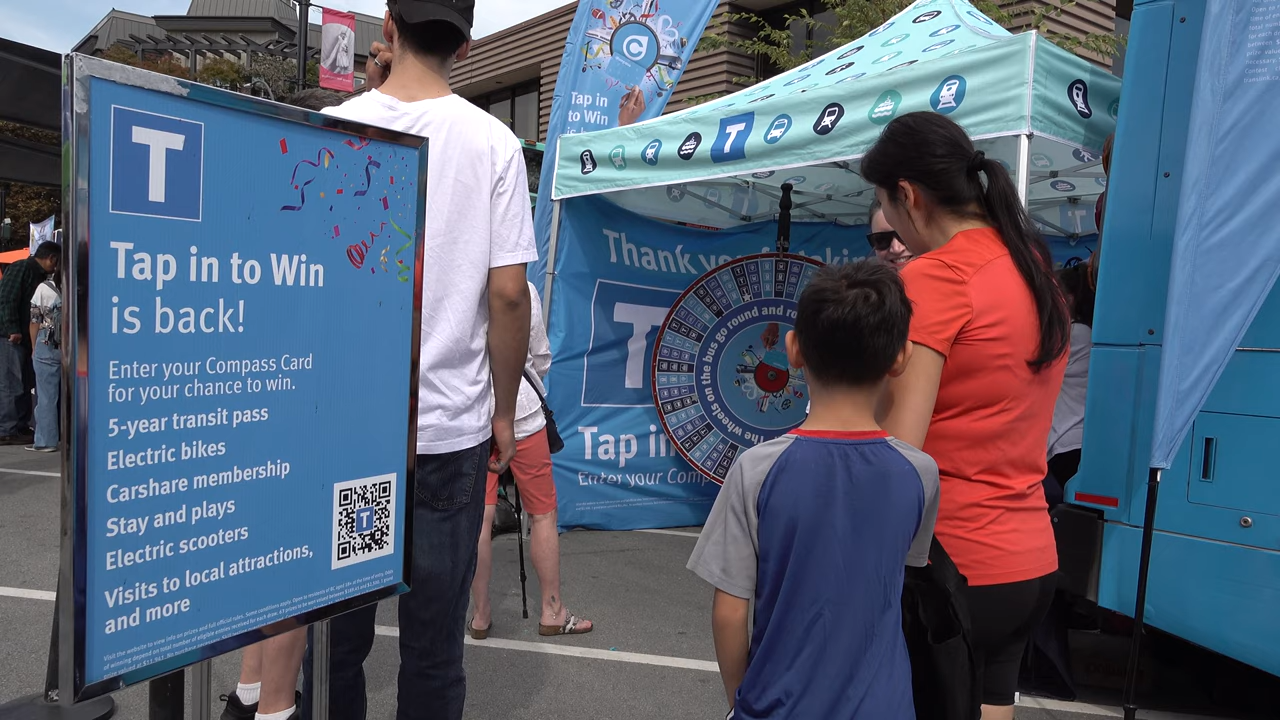 T
Tap in to Win
is back!
Enter your Compass Card
for your chance to win.
5-year transit pass
Electric bikes
Carshare membership
Stay and plays
Electric scooters
Visits to local attractions,
and more
T
Tap in
to Win
T
Thank
T
the wheels on the bus go round and
Tap in
Enter your